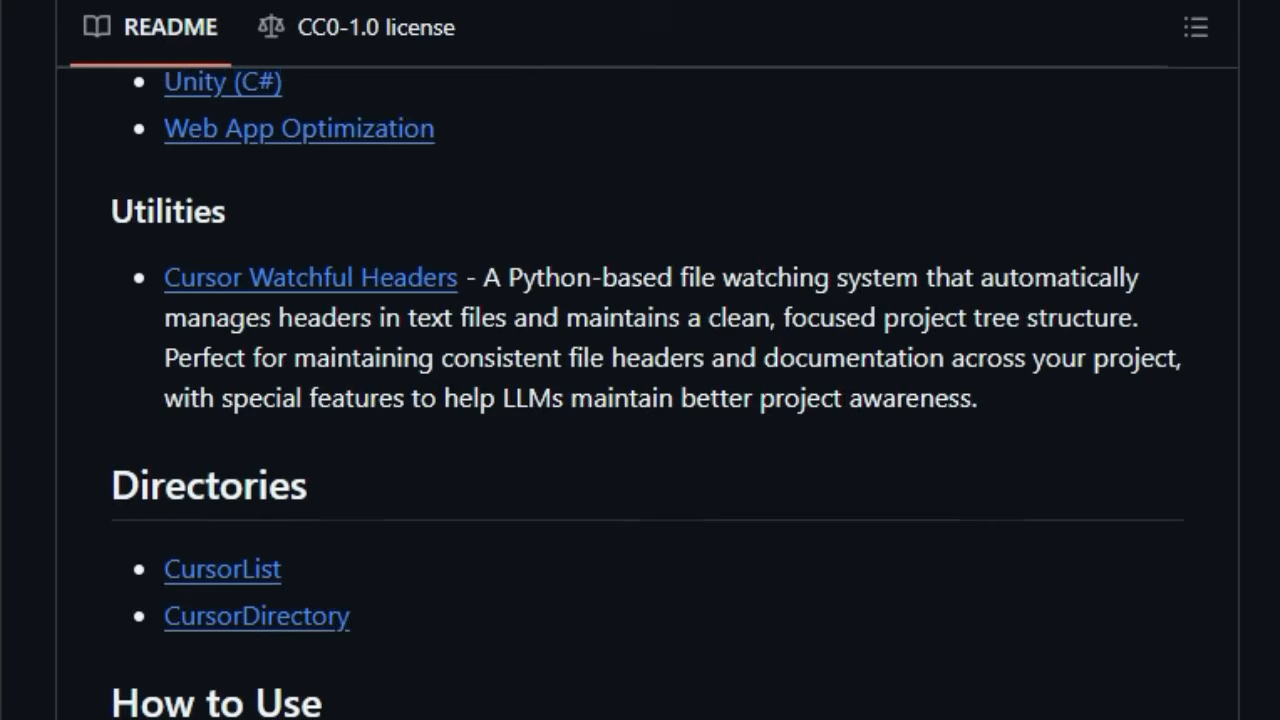 README
CC0-1.0 license
Unity (C#)
Web App Optimization
Utilities
Cursor Watchful Headers - A Python-based file watching system that automatically
manages headers in text files and maintains a clean, focused project tree structure.
Perfect for maintaining consistent file headers and documentation across your project,
with special features to help LLMs maintain better project awareness.
Directories
CursorList
CursorDirectory
How to Use